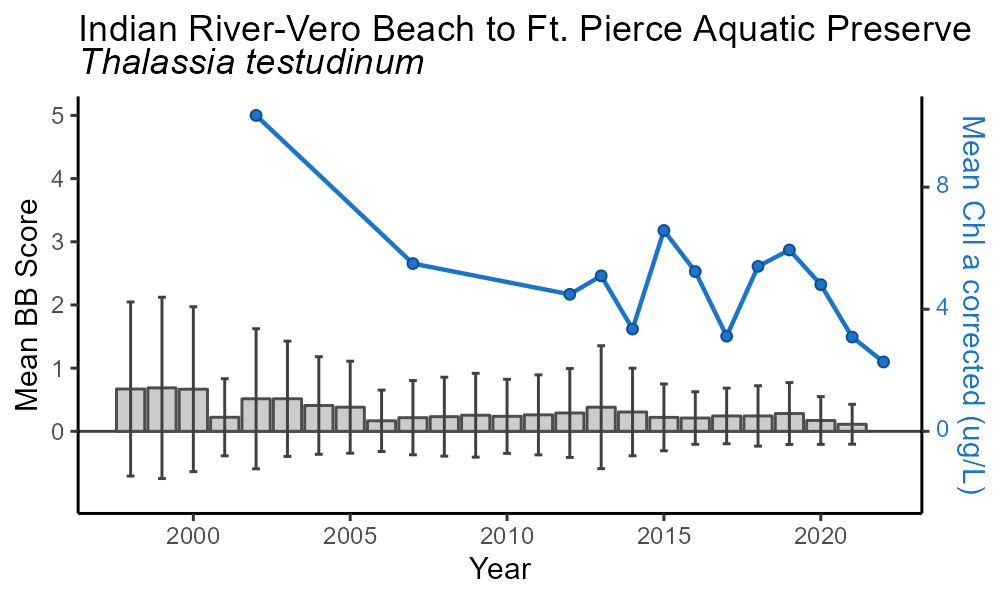 Indian River-Vero Beach to Ft. Pierce Aquatic Preserve
Thalassia testudinum
Mean BB Score
5
4
3
2
1
0
8
4
0
Mean Chl a corrected (ug/L)
2000
2005
2010
2015
2020
Year